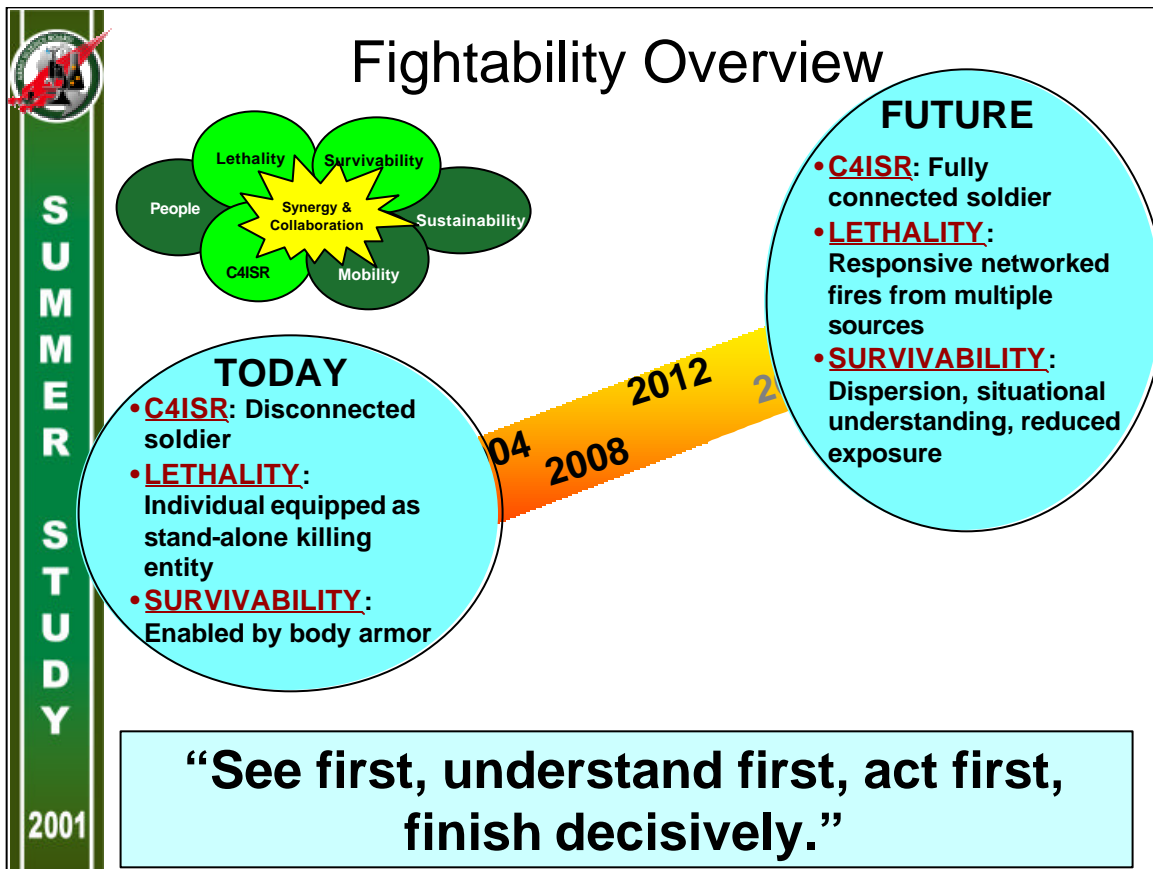 Fightability Overview
Lethality
Survivability
People
Synergy &
Collaboration
Sustainability
C4ISR
Mobility
FUTURE
•C4ISR: Fully
connected soldier
•LETHALITY:
Responsive networked
fires from multiple
sources
•SURVIVABILITY:
Dispersion, situational
understanding, reduced
exposure
TODAY
•C4ISR: Disconnected
soldier
•LETHALITY:
Individual equipped as
stand-alone killing
entity
•SURVIVABILITY:
Enabled by body armor
04
2008
2012
“See first, understand first, act first,
finish decisively.”
SUMMER STUDY
2001